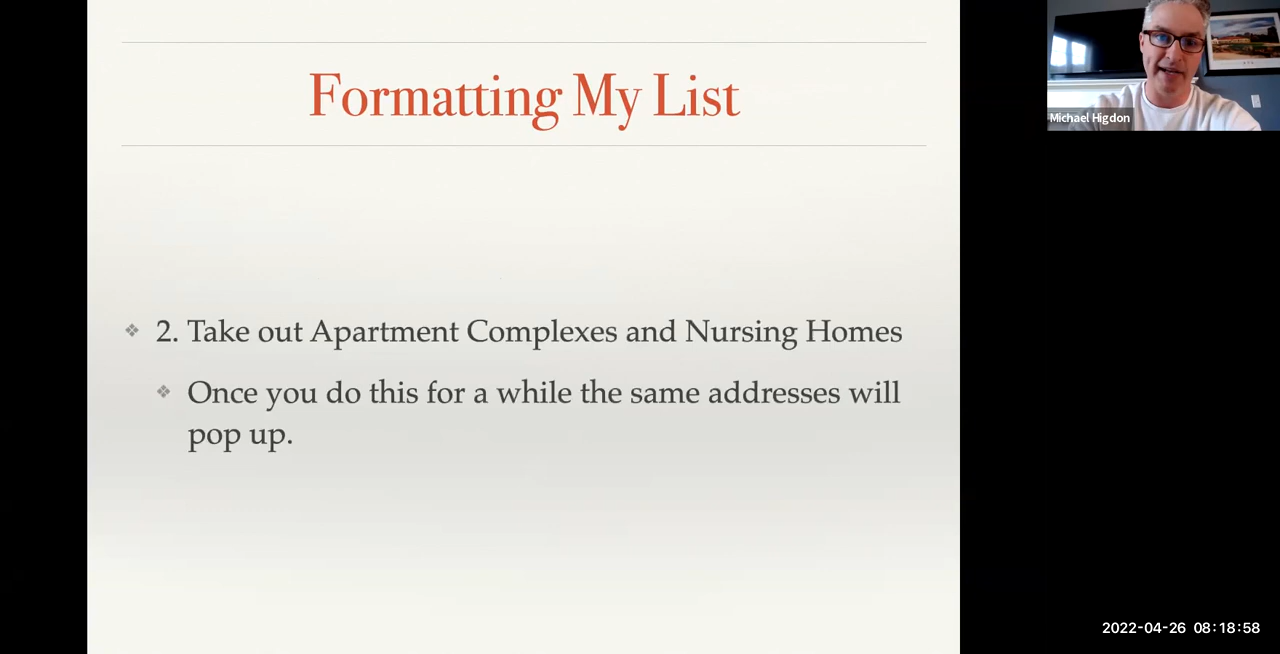 Formatting My List
2. Take out Apartment Complexes and Nursing Homes
Once you do this for a while the same addresses will
pop up.
Michael Higdon
2022-04-26 08:18:58